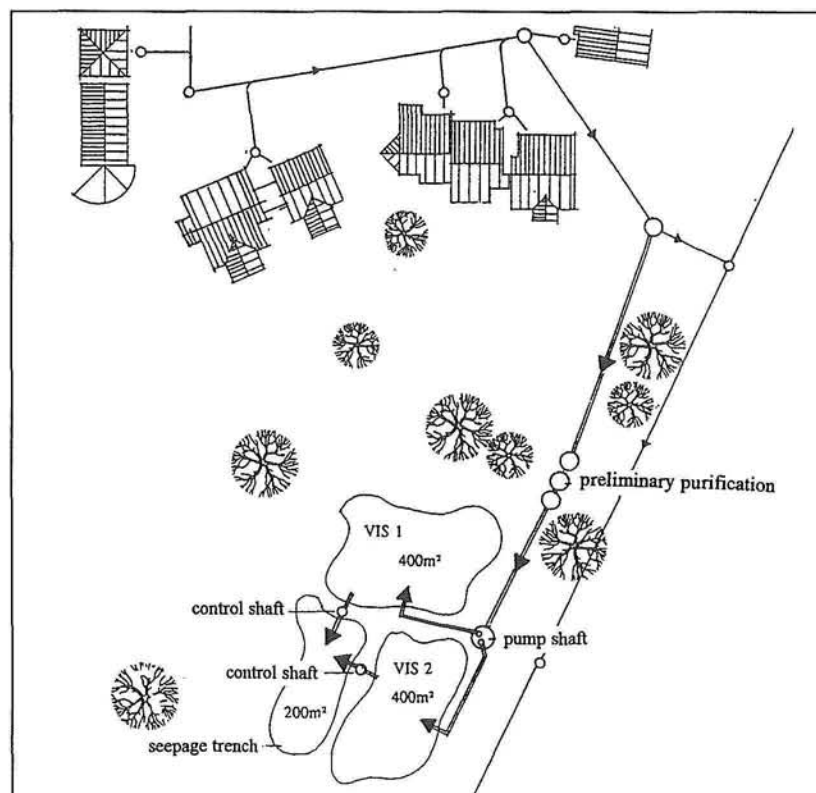 preliminary purification
VIS 1
400m²
control shaft
pump shaft
control shaft
VIS 2
400m²
200m²
seepage trench